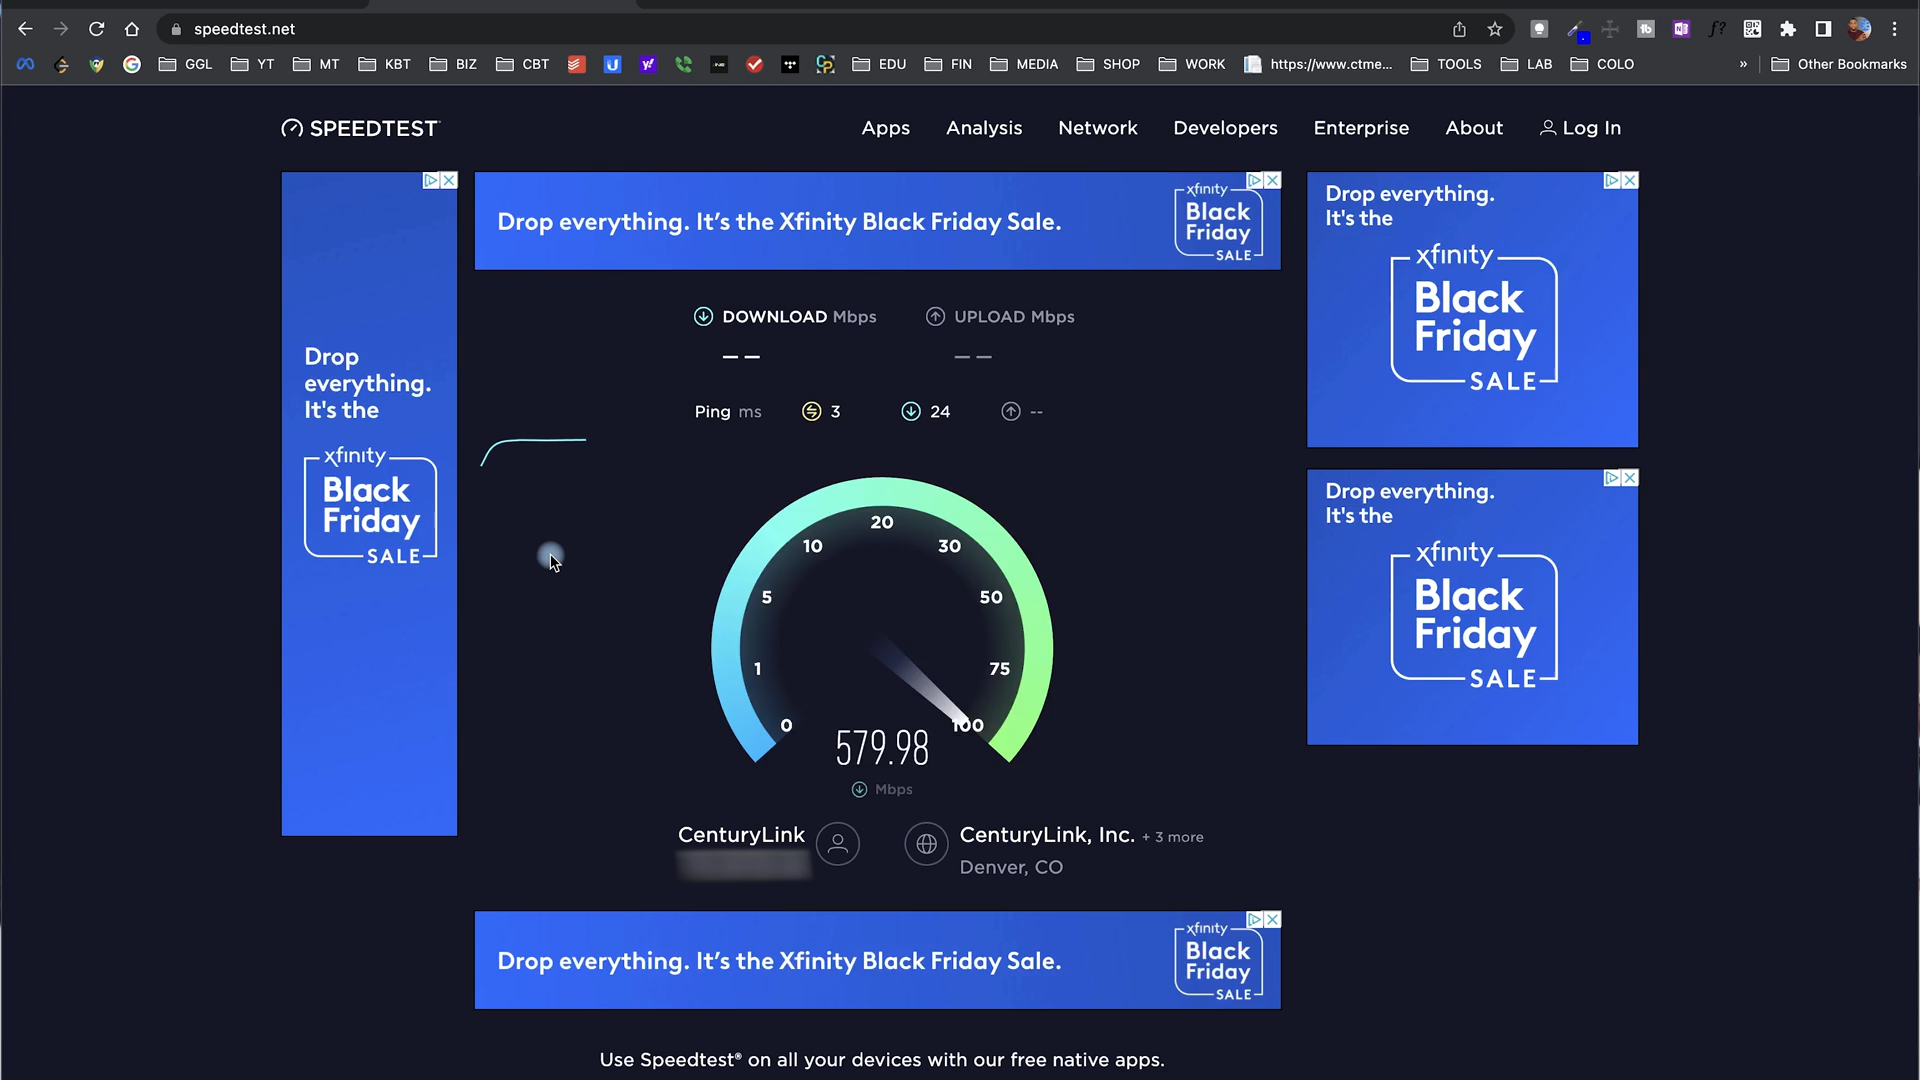 speedtest.net
GGL
YT
MT
KBT
BIZ
CBT
EDU
FIN
MEDIA
SHOP
WORK
https://www.ctme...
TOOLS
LAB
COLO
»
Other Bookmarks
SPEEDTEST
Apps
Analysis
Network
Developers
Enterprise
About
Log In
Drop everything. It's the Xfinity Black Friday Sale.
xfinity
Black
Friday
SALE
Drop everything.
It's the
xfinity
Black
Friday
SALE
Drop
everything.
It's the
xfinity
Black
Friday
SALE
DOWNLOAD Mbps
UPLOAD Mbps
— —
— —
Ping ms
3
24
--
0
1
5
10
20
30
50
75
100
579.98
Mbps
Drop everything.
It's the
xfinity
Black
Friday
SALE
CenturyLink
CenturyLink, Inc. + 3 more
Denver, CO
Drop everything. It's the Xfinity Black Friday Sale.
xfinity
Black
Friday
SALE
Use Speedtest® on all your devices with our free native apps.